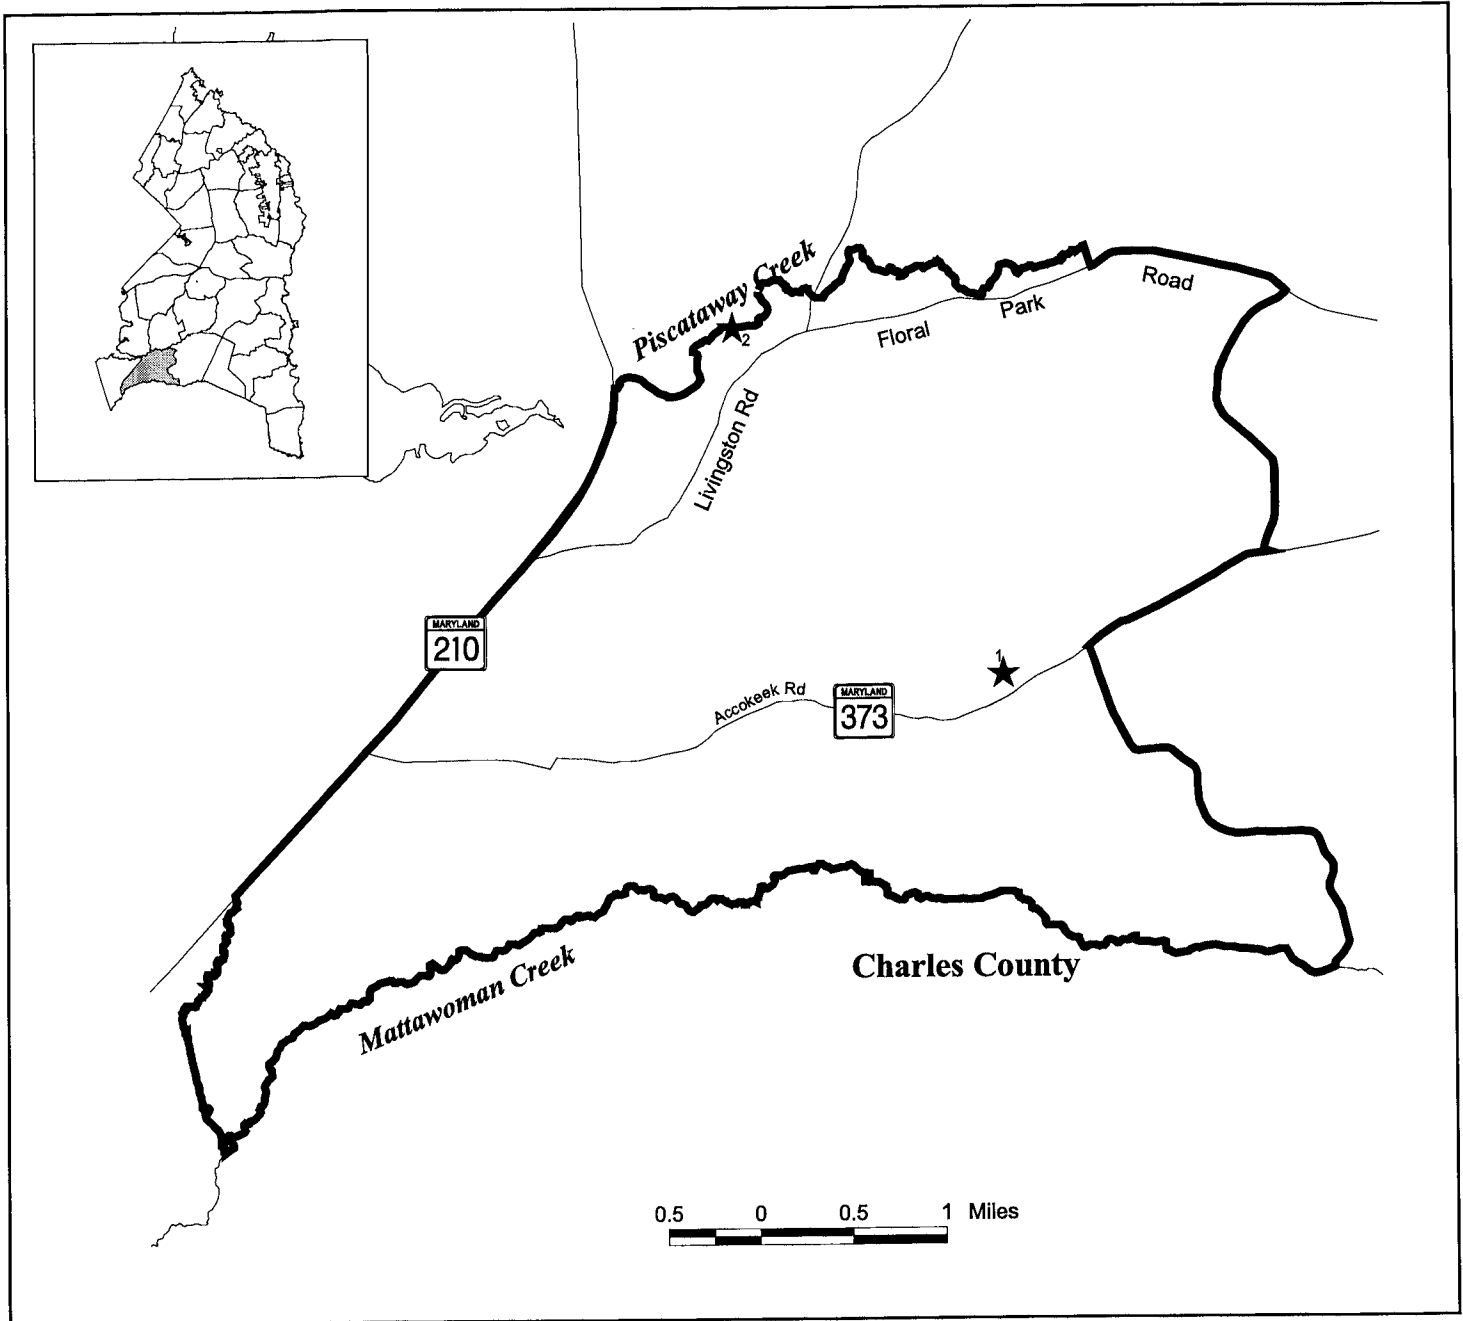 Piscataway Creek
2
Road
Park
Floral
Livingston Rd
MARYLAND
210
1
Accokeek Rd
MARYLAND
373
Charles County
Mattawoman Creek
0.5 0 0.5 1 Miles